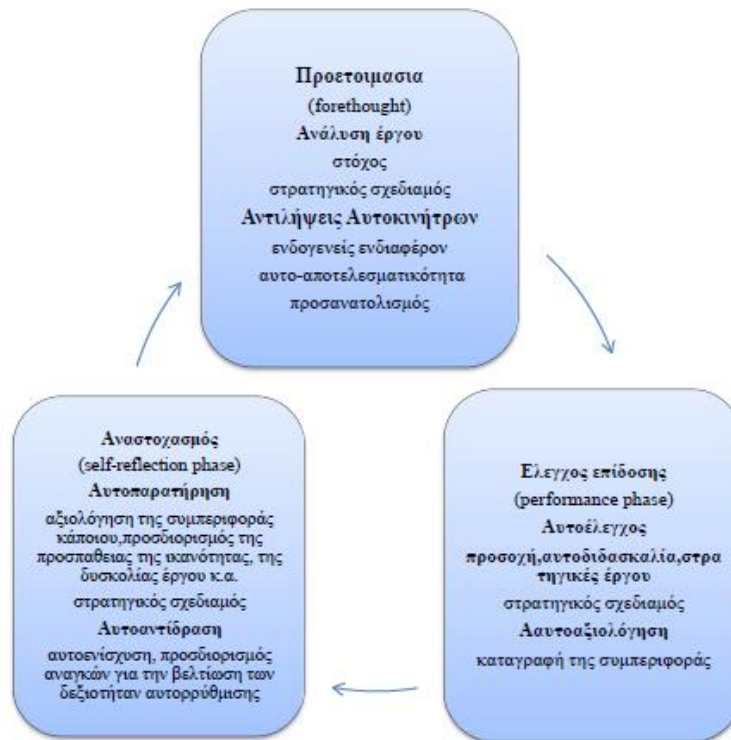 Προετοιμασια
(forethought)
Ανάλυση έργου
στόχος
στρατηγικός σχεδιαμός
Αντιλήψεις Αυτοκινήτρων
ενδογενείς ενδιαφέρον
αυτο-αποτελεσματικότητα
προσανατολισμός
Ελεγχος επίδοσης
(performance phase)
Αυτοέλεγχος
προσοχή,αυτοδιδασκαλία,στρα
τηγικές έργου
στρατηγικός σχεδιαμός
Ααυτοαξιολόγηση
καταγραφή της συμπεριφοράς
Αναστοχασμός
(self-reflection phase)
Αυτοπαρατήρηση
αξιολόγηση της συμπεριφοράς
κάποιου,προσδιορισμός της
προσπαθειας της ικανότητας, της
δυσκολίας έργου κ.α.
στρατηγικός σχεδιαμός
Αυτοαντίδραση
αυτοενίσχυση, προσδιορισμός
αναγκών για την βελτίωση των
δεξιοτήταν αυτορρύθμισης